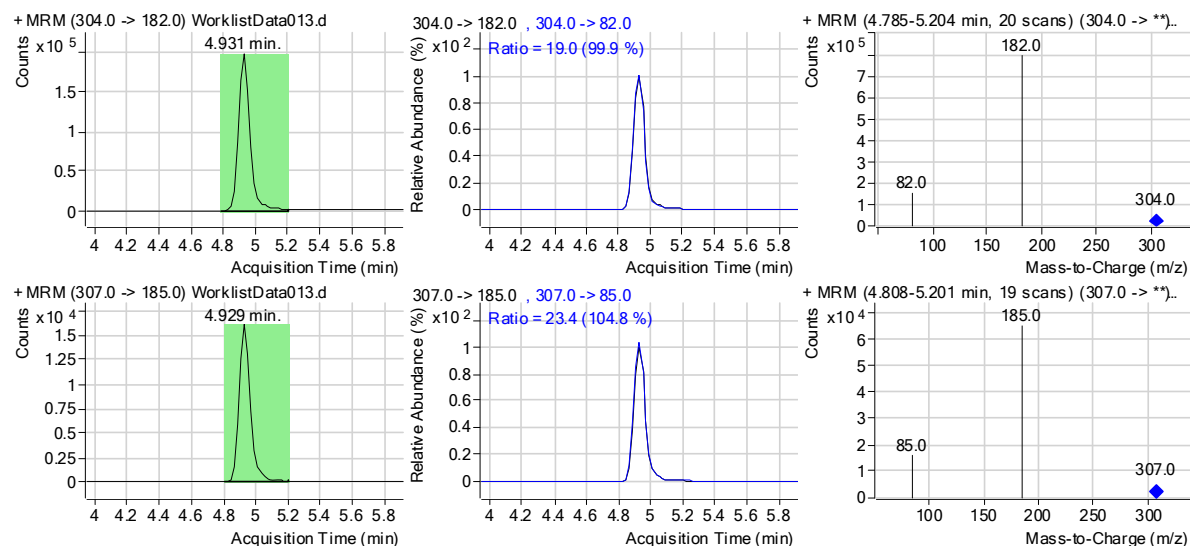 + MRM (304.0 -> 182.0) WorklistData013.d
Counts
x10 5
4.931 min.
1.5
1
0.5
0
4 4.2 4.4 4.6 4.8 5 5.2 5.4 5.6 5.8
Acquisition Time (min)
304.0 -> 182.0 , 304.0 -> 82.0
Relative Abundance (%)
x10 2
Ratio = 19.0 (99.9 %)
1
0.8
0.6
0.4
0.2
0
4 4.2 4.4 4.6 4.8 5 5.2 5.4 5.6 5.8
Acquisition Time (min)
+ MRM (4.785-5.204 min, 20 scans) (304.0 -> **)...
Counts
x10 5
182.0
8
7
6
5
4
3
2
1
0
82.0
304.0
100 150 200 250 300
Mass-to-Charge (m/z)
+ MRM (307.0 -> 185.0) WorklistData013.d
Counts
x10 4
4.929 min.
1.5
1.25
1
0.75
0.5
0.25
0
4 4.2 4.4 4.6 4.8 5 5.2 5.4 5.6 5.8
Acquisition Time (min)
307.0 -> 185.0 , 307.0 -> 85.0
Relative Abundance (%)
x10 2
Ratio = 23.4 (104.8 %)
1
0.8
0.6
0.4
0.2
0
4 4.2 4.4 4.6 4.8 5 5.2 5.4 5.6 5.8
Acquisition Time (min)
+ MRM (4.808-5.201 min, 19 scans) (307.0 -> **)...
Counts
x10 4
185.0
6
5
4
3
2
1
0
85.0
307.0
100 150 200 250 300
Mass-to-Charge (m/z)